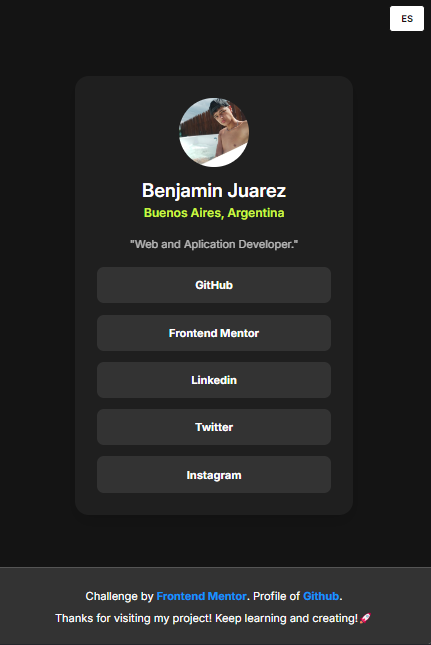 ES
Benjamin Juarez
Buenos Aires, Argentina
"Web and Aplication Developer."
GitHub
Frontend Mentor
Linkedin
Twitter
Instagram
Challenge by Frontend Mentor. Profile of Github.
Thanks for visiting my project! Keep learning and creating!🚀